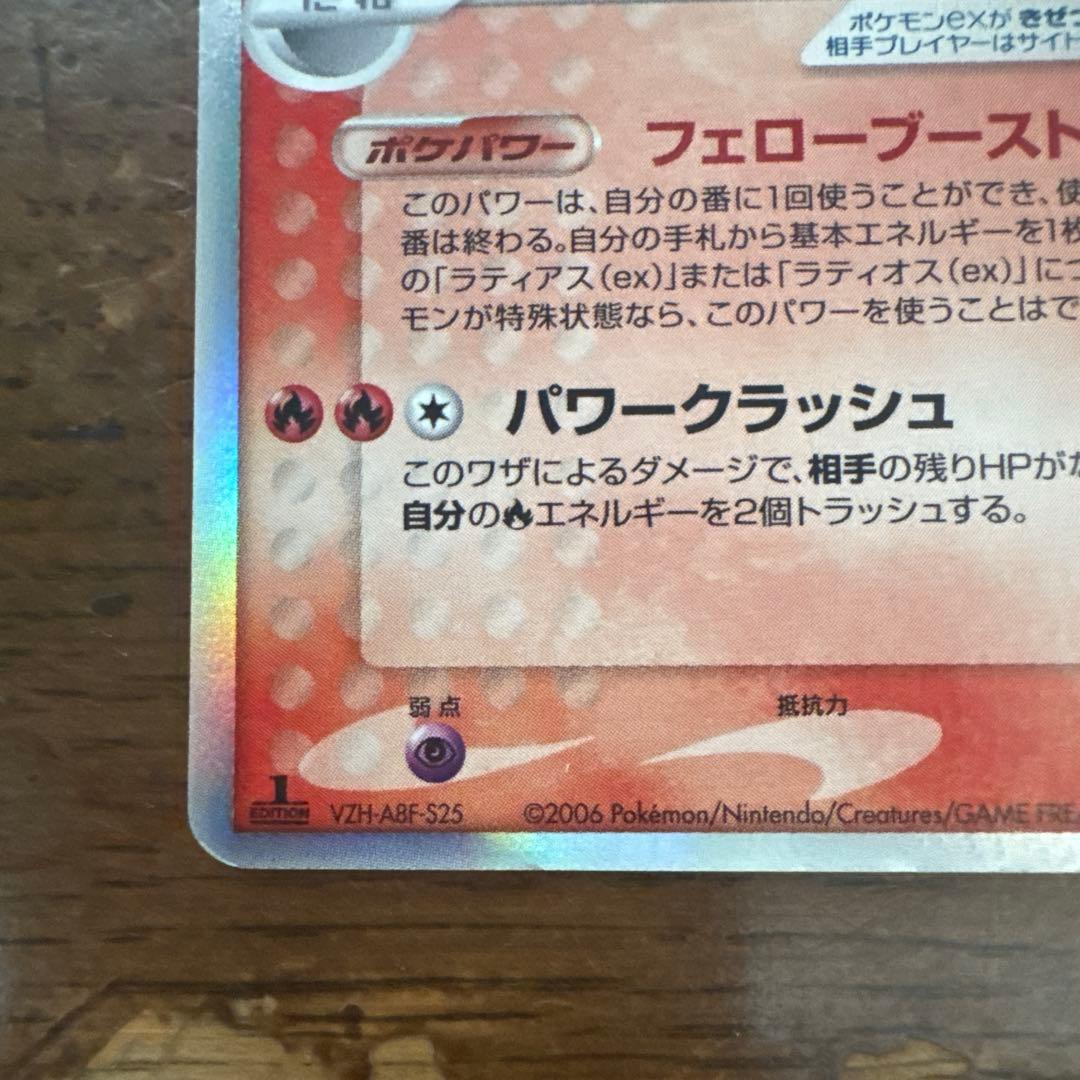 ポケモンexが きぜつ
相手プレイヤーはサイド
ポケパワー フェローブースト
このパワーは、自分の番に1回使うことができ、使
番は終わる。自分の手札から基本エネルギーを1枚
の「ラティアス(ex)」または「ラティオス(ex)」につ
モンが特殊状態なら、このパワーを使うことはで
パワークラッシュ
このワザによるダメージで、相手の残りHPがな
自分のエネルギーを2個トラッシュする。
弱点 抵抗力
1 EDITION VZH-A8F-S25 ©2006 Pokémon/Nintendo/Creatures/GAME FREA